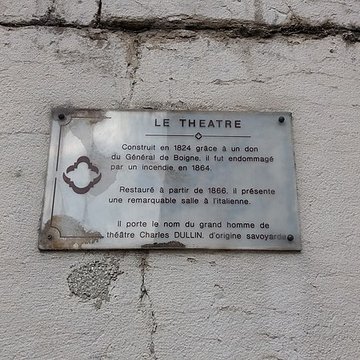 LE THEATRE
Construit en 1824 grâce à un don
du Général de Boigne, il fut endommagé
par un incendie en 1864.
Restauré à partir de 1866, il présente
une remarquable salle à l'italienne.
Il porte le nom du grand homme de
théâtre Charles DULLIN, d'origine savoyarde